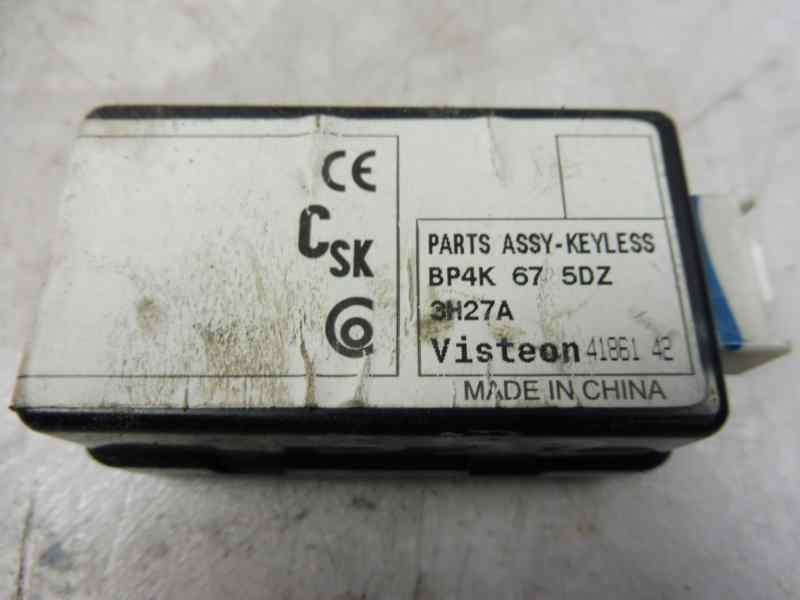 CE
CSK
PARTS ASSY-KEYLESS
BP4K 67 5DZ
3H27A
Visteon 41861 42
MADE IN CHINA